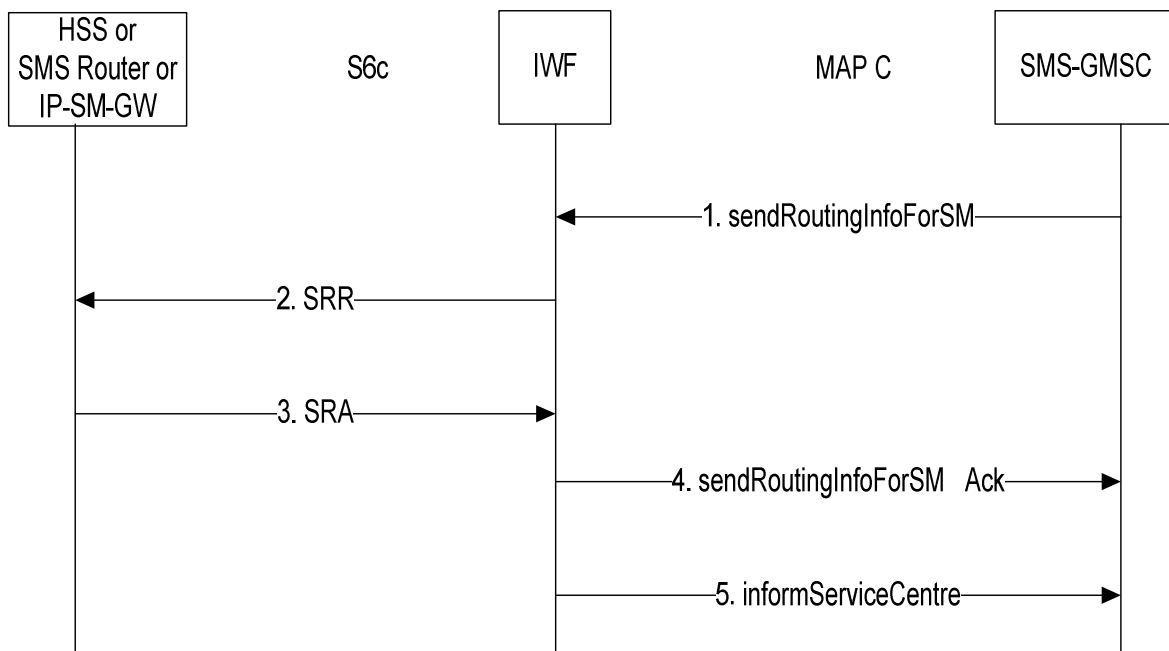 HSS or
SMS Router or
IP-SM-GW
S6c
IWF
MAP C
SMS-GMSC
1. sendRoutingInfoForSM
2. SRR
3. SRA
4. sendRoutingInfoForSM Ack
5. informServiceCentre